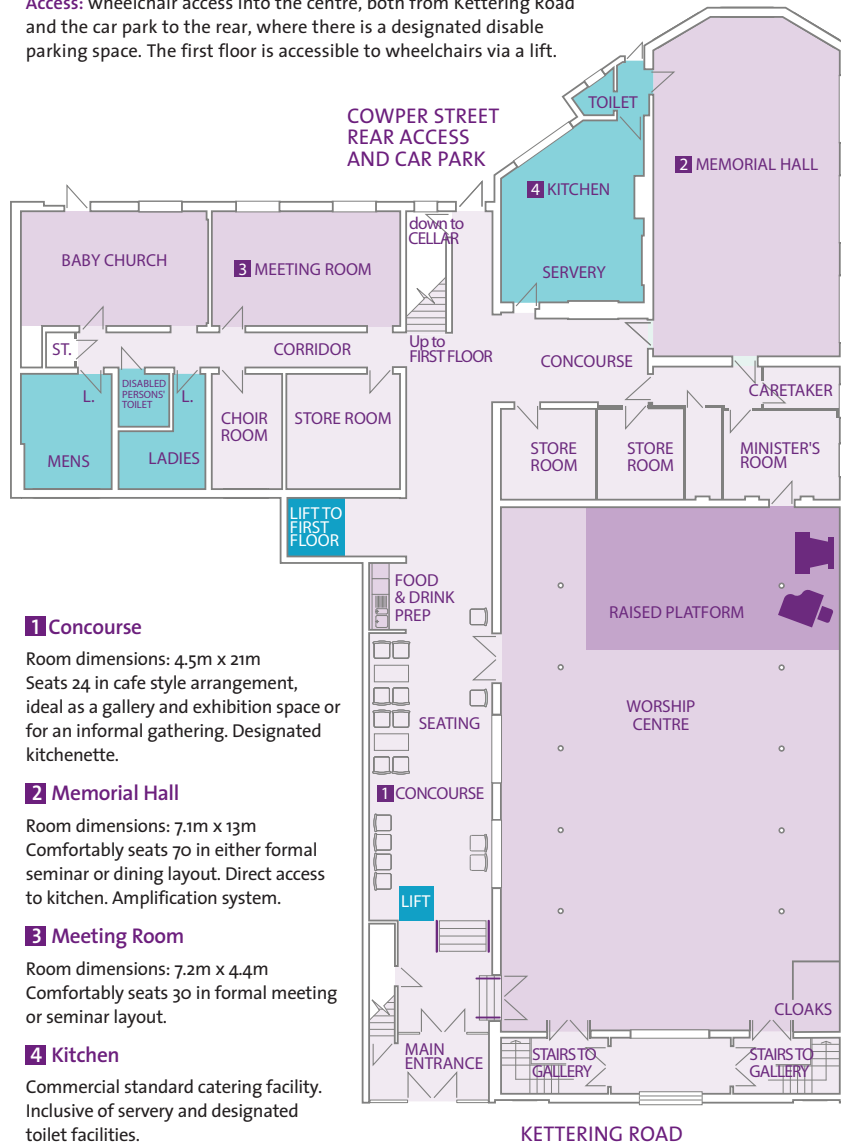 Access: wheelchair access into the centre, both from Kettering Road
and the car park to the rear, where there is a designated disable
parking space. The first floor is accessible to wheelchairs via a lift.
COWPER STREET
REAR ACCESS
AND CAR PARK
TOILET
2 MEMORIAL HALL
4 KITCHEN
SERVERY
down to
CELLAR
BABY CHURCH
3 MEETING ROOM
ST.
CORRIDOR
Up to
FIRST FLOOR
CONCOURSE
CARETAKER
L.
DISABLED
PERSONS'
TOILET
L.
MENS
LADIES
CHOIR
ROOM
STORE ROOM
STORE
ROOM
STORE
ROOM
MINISTER'S
ROOM
LIFT TO
FIRST
FLOOR
FOOD
& DRINK
PREP
RAISED PLATFORM
WORSHIP
CENTRE
SEATING
1 CONCOURSE
LIFT
CLOAKS
MAIN
ENTRANCE
STAIRS TO
GALLERY
STAIRS TO
GALLERY
KETTERING ROAD
1 Concourse
Room dimensions: 4.5m x 21m
Seats 24 in cafe style arrangement,
ideal as a gallery and exhibition space or
for an informal gathering. Designated
kitchenette.
2 Memorial Hall
Room dimensions: 7.1m x 13m
Comfortably seats 70 in either formal
seminar or dining layout. Direct access
to kitchen. Amplification system.
3 Meeting Room
Room dimensions: 7.2m x 4.4m
Comfortably seats 30 in formal meeting
or seminar layout.
4 Kitchen
Commercial standard catering facility.
Inclusive of servery and designated
toilet facilities.